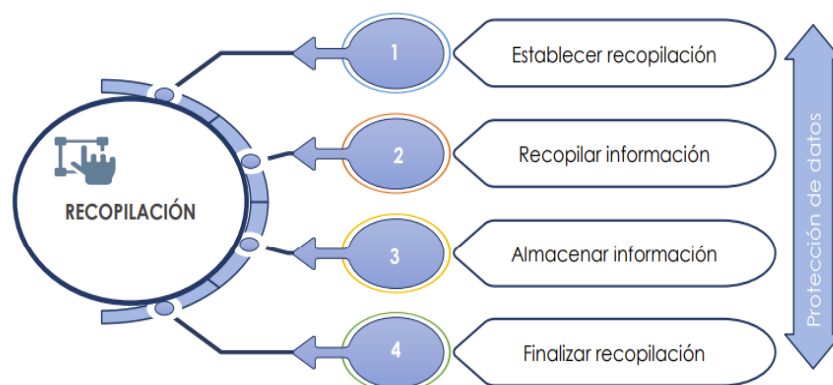 RECOPILACIÓN
1
Establecer recopilación
2
Recopilar información
3
Almacenar información
4
Finalizar recopilación
Protección de datos